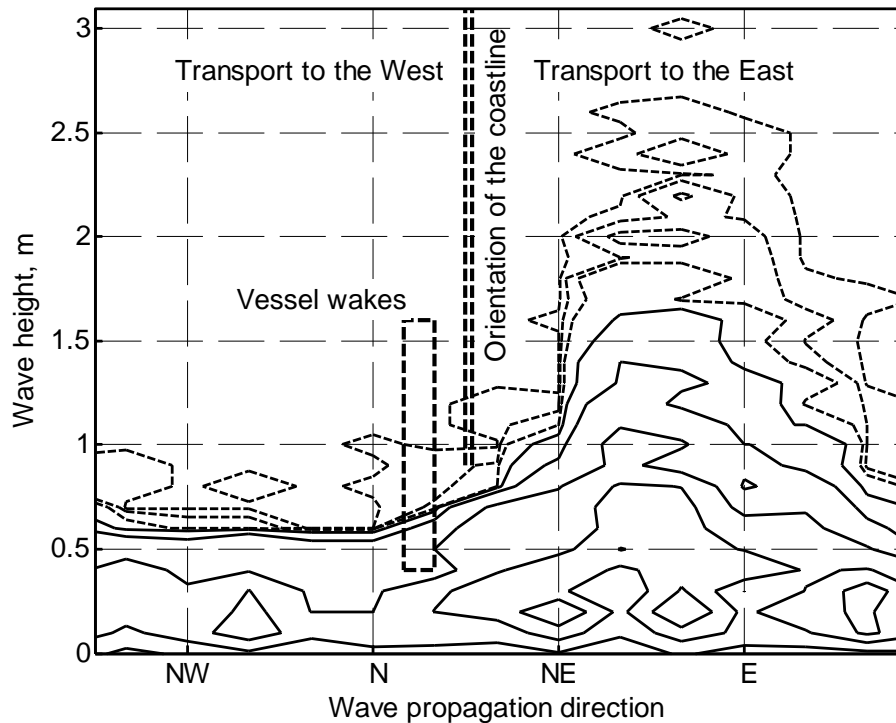 3
2.5
2
1.5
1
0.5
0
Wave height, m
Transport to the West
Transport to the East
Orientation of the coastline
Vessel wakes
NW
N
NE
E
Wave propagation direction